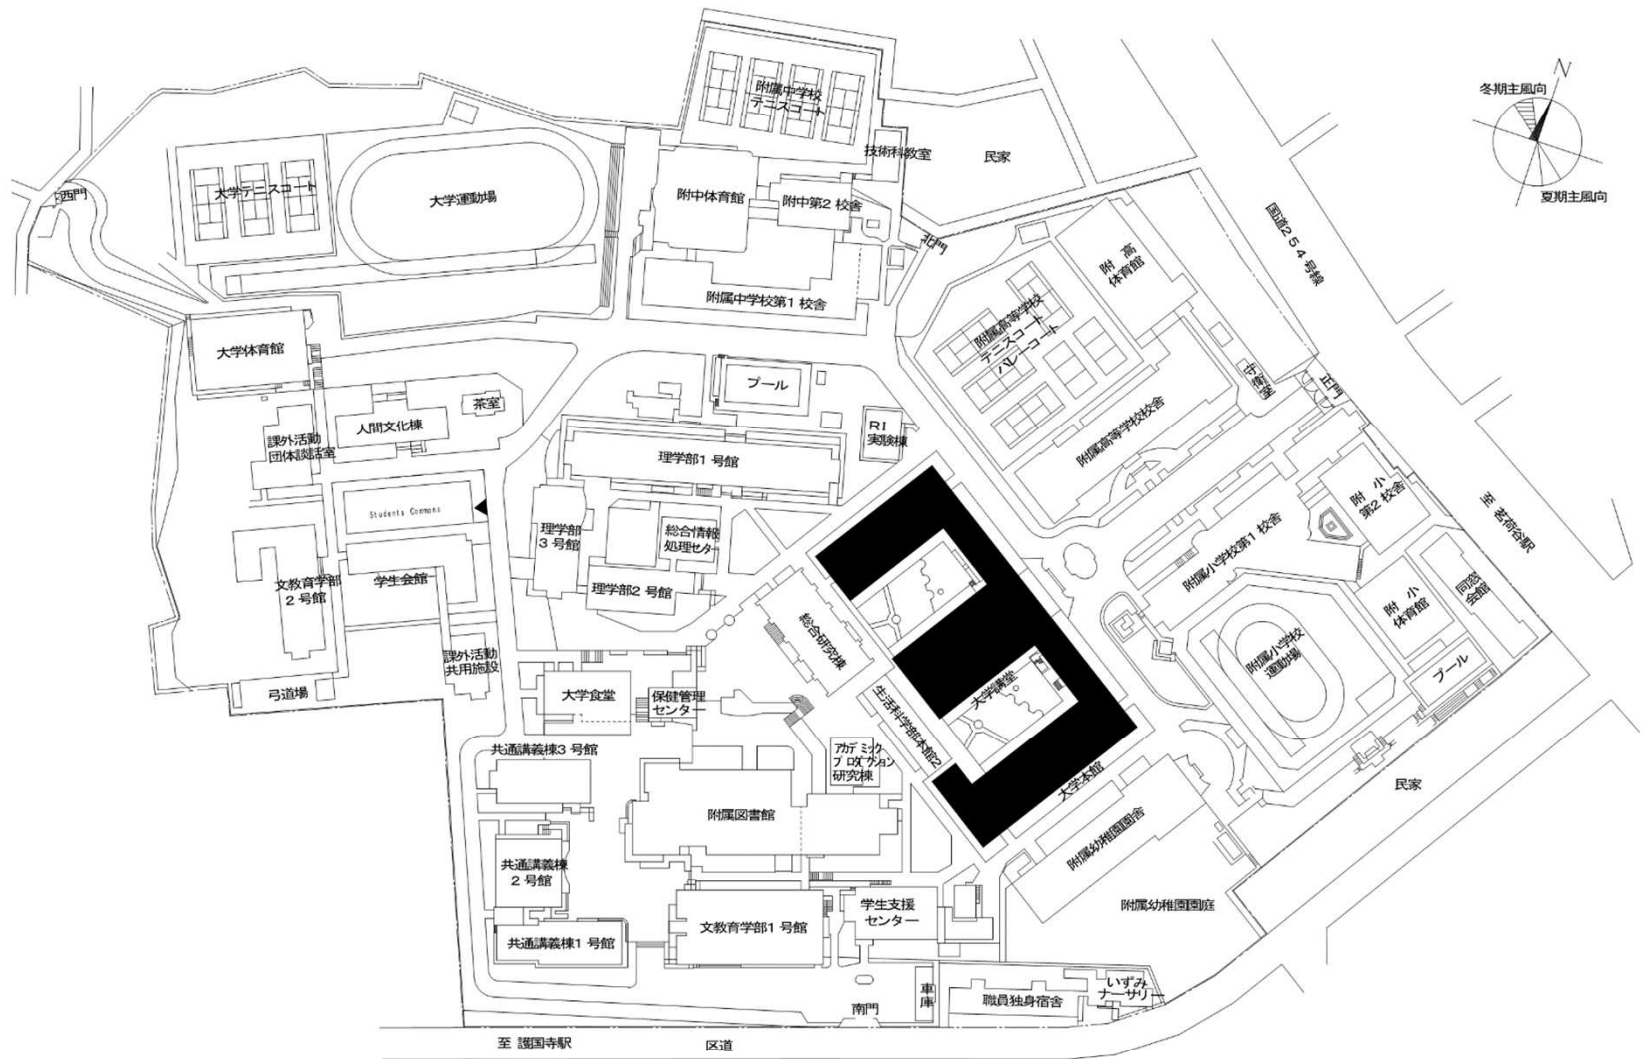 N
冬期主風向
夏期主風向
附属中学校
テニスコート
技術科教室
民家
西門
大学テニスコート
大学運動場
附中体育館
附中第2 校舎
北門
附属中学校第1 校舎
附 高
体育館
国道254号線
附属高等学校
テニスコート
バレーコート
大学体育館
守衛室
正門
プール
茶室
人間文化棟
課外活動
団体談話室
RI
実験棟
理学部1 号館
附属高等学校校舎
Students Commons
附 小
第2 校舎
至 茗荷谷駅
理学部
3 号館
総合情報
処理センター
附属小学校第1 校舎
文教育学部
2 号館
学生会館
理学部2 号館
附 小
体育館
同窓
会館
総合研究棟
附属小学校
運動場
課外活動
共用施設
プール
弓道場
大学食堂
保健管理
センター
大学講堂
生活科学部本館2
共通講義棟3 号館
アカデミック
プロダクション
研究棟
大学本館
民家
附属図書館
附属幼稚園園舎
共通講義棟
2 号館
学生支援
センター
附属幼稚園園庭
文教育学部1 号館
共通講義棟1 号館
車庫
いずみ
ナーサリー
職員独身宿舎
南門
至 護国寺駅
区道